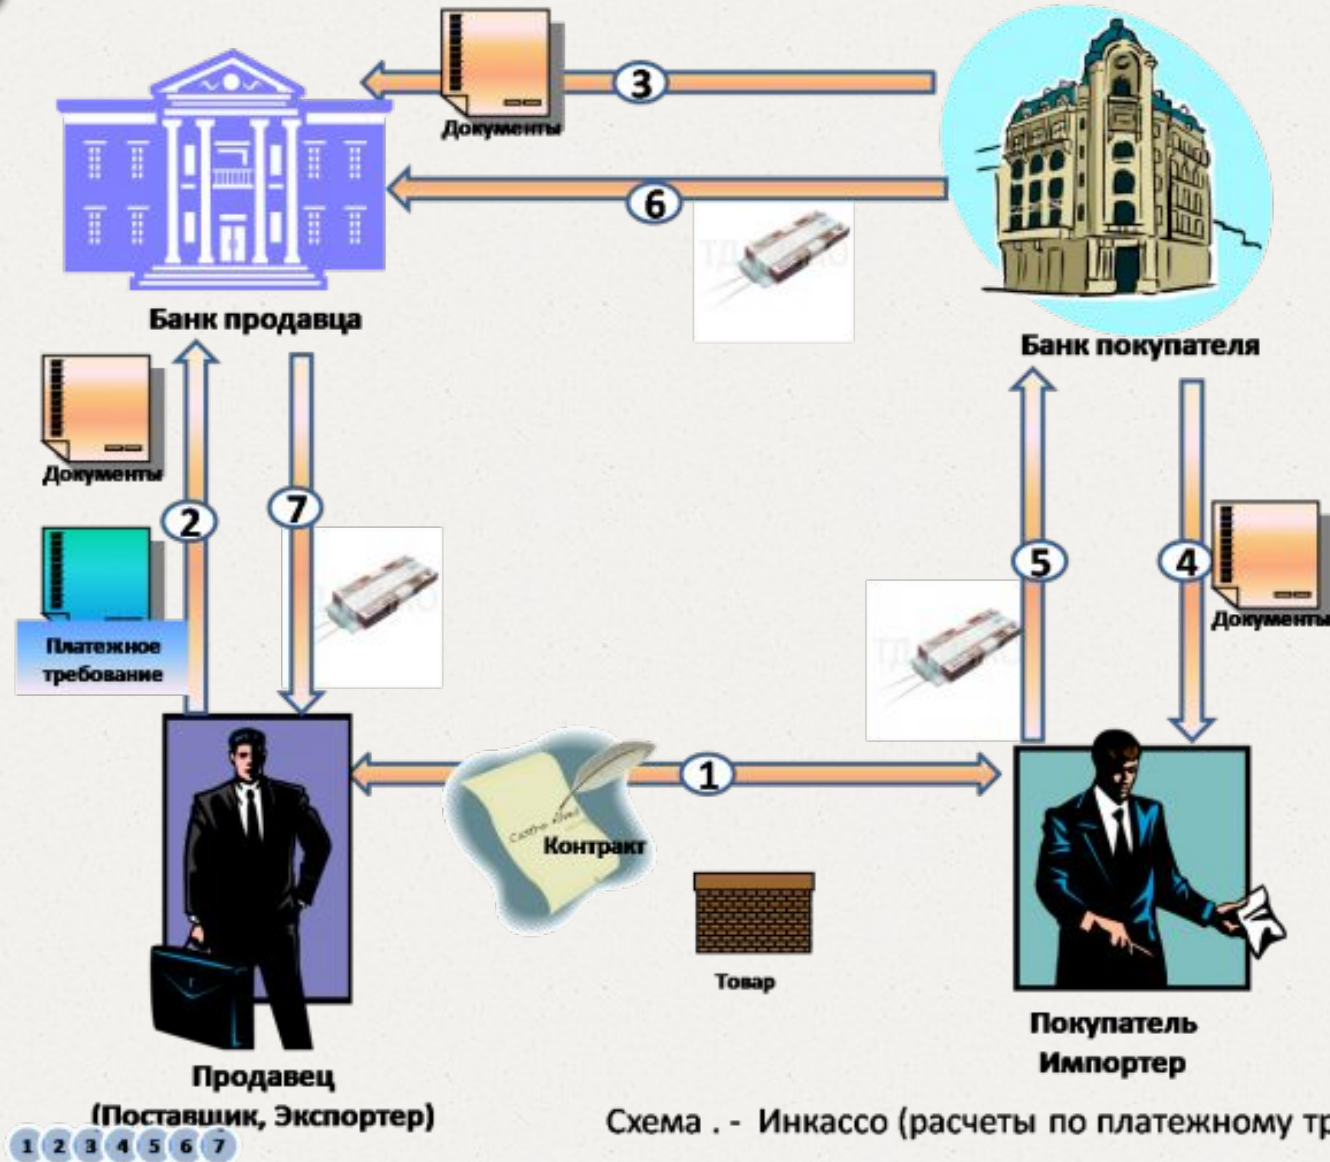 Документы
3
6
Банк продавца
Банк покупателя
Документы
2
7
5
4
Документы
Платежное
требование
1
Контракт
Товар
Продавец
(Поставщик, Экспортер)
Покупатель
Импортер
1 2 3 4 5 6 7
Схема . - Инкассо (расчеты по платежному тр